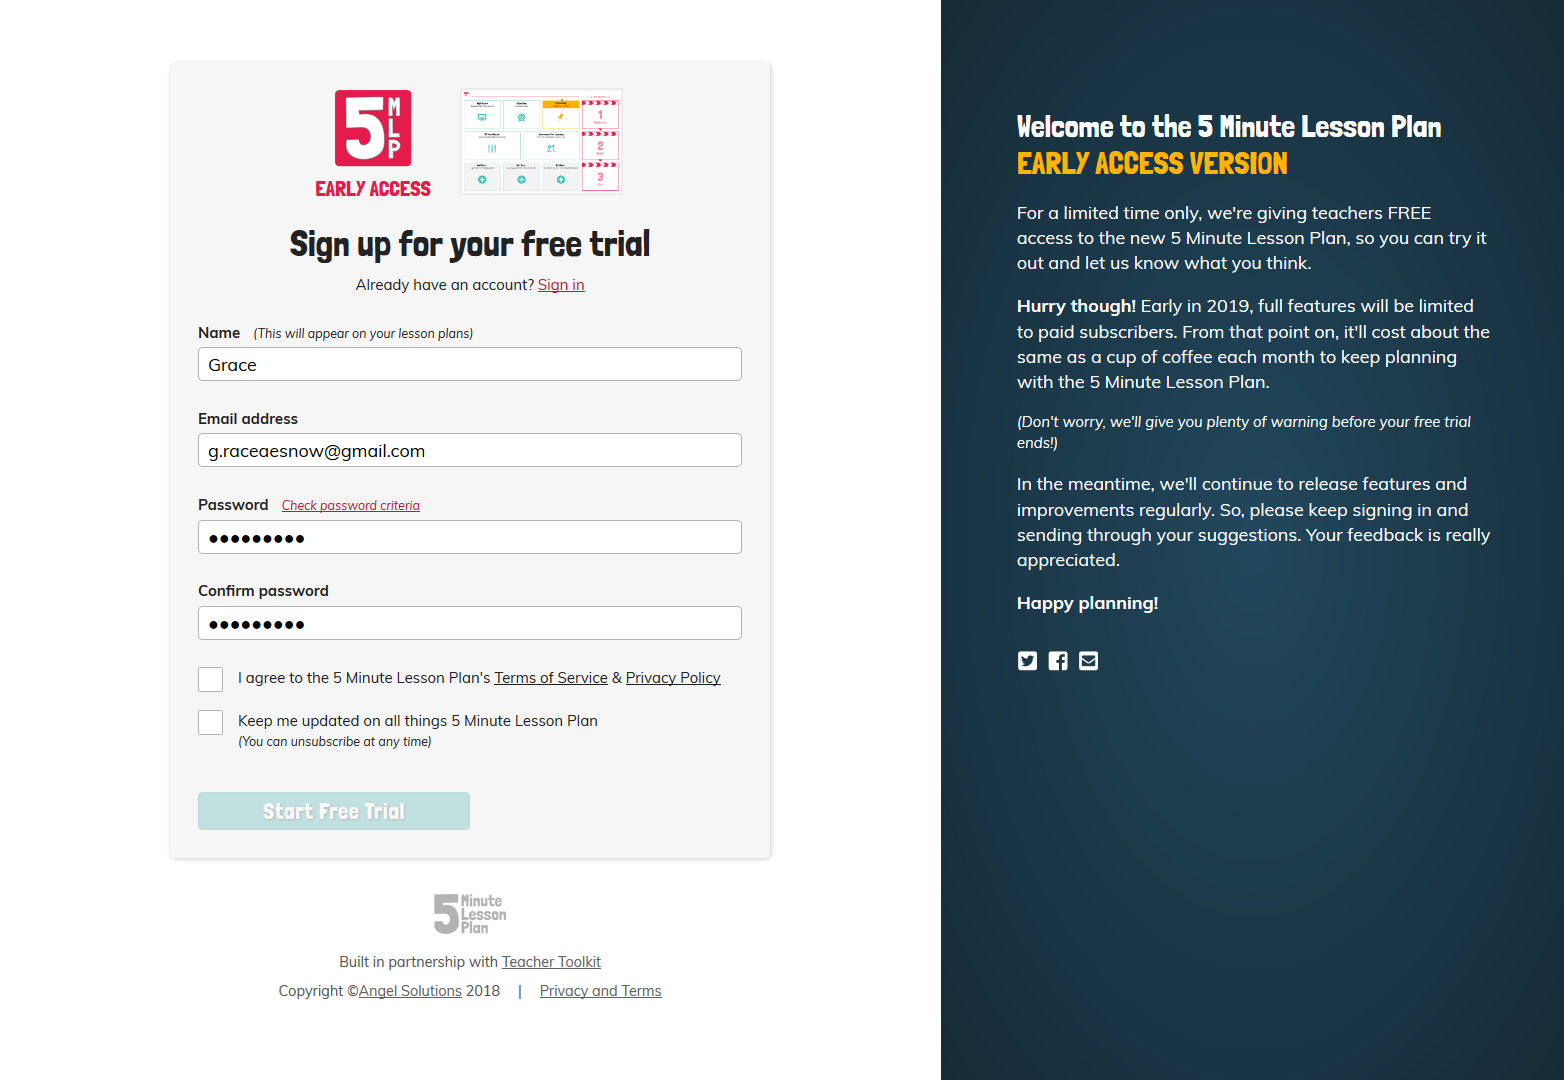 5 MLP
EARLY ACCESS
Sign up for your free trial
Already have an account? Sign in
Name (This will appear on your lesson plans)
Grace
Email address
g.raceaesnow@gmail.com
Password Check password criteria
●●●●●●●●●
Confirm password
●●●●●●●●●
I agree to the 5 Minute Lesson Plan's Terms of Service & Privacy Policy
Keep me updated on all things 5 Minute Lesson Plan
(You can unsubscribe at any time)
Start Free Trial
5 Minute
Lesson
Plan
Built in partnership with Teacher Toolkit
Copyright ©Angel Solutions 2018 | Privacy and Terms
Welcome to the 5 Minute Lesson Plan
EARLY ACCESS VERSION
For a limited time only, we're giving teachers FREE
access to the new 5 Minute Lesson Plan, so you can try it
out and let us know what you think.
Hurry though! Early in 2019, full features will be limited
to paid subscribers. From that point on, it'll cost about the
same as a cup of coffee each month to keep planning
with the 5 Minute Lesson Plan.
(Don't worry, we'll give you plenty of warning before your free trial
ends!)
In the meantime, we'll continue to release features and
improvements regularly. So, please keep signing in and
sending through your suggestions. Your feedback is really
appreciated.
Happy planning!
1
2
3